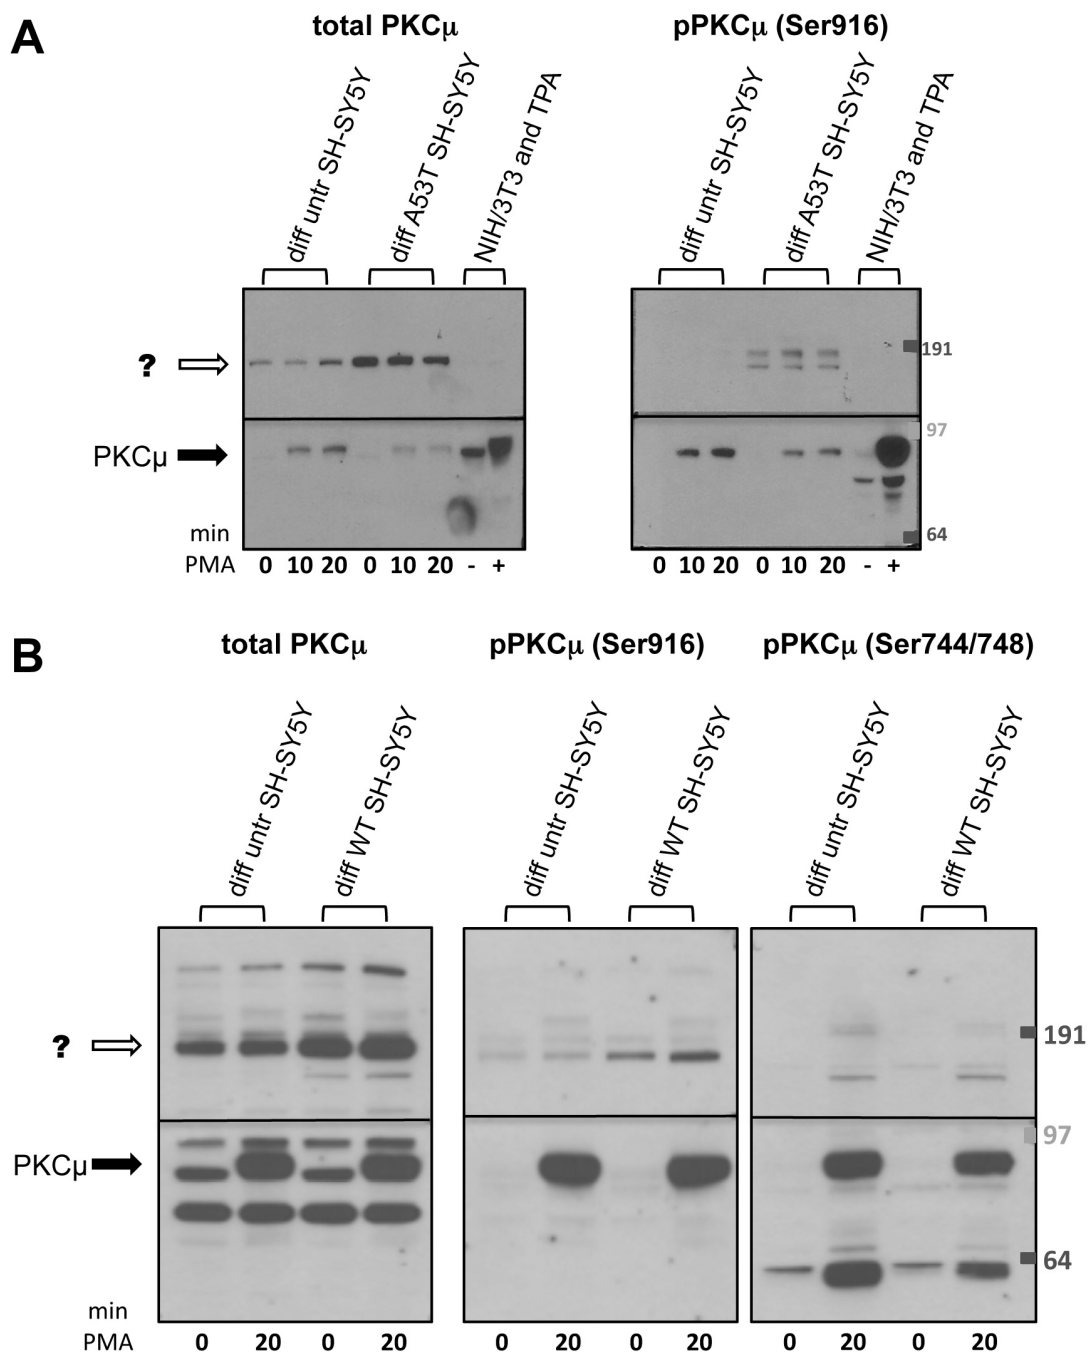 A
total PKCµ
pPKCµ (Ser916)
diff untr SH-SY5Y
diff A53T SH-SY5Y
NIH/3T3 and TPA
diff untr SH-SY5Y
diff A53T SH-SY5Y
NIH/3T3 and TPA
?
191
97
PKCµ
64
min
PMA 0 10 20 0 10 20 - +
0 10 20 0 10 20 - +
B
total PKCµ
pPKCµ (Ser916)
pPKCµ (Ser744/748)
diff untr SH-SY5Y
diff WT SH-SY5Y
diff untr SH-SY5Y
diff WT SH-SY5Y
diff untr SH-SY5Y
diff WT SH-SY5Y
?
191
97
PKCµ
64
min
PMA 0 20 0 20
0 20 0 20
0 20 0 20